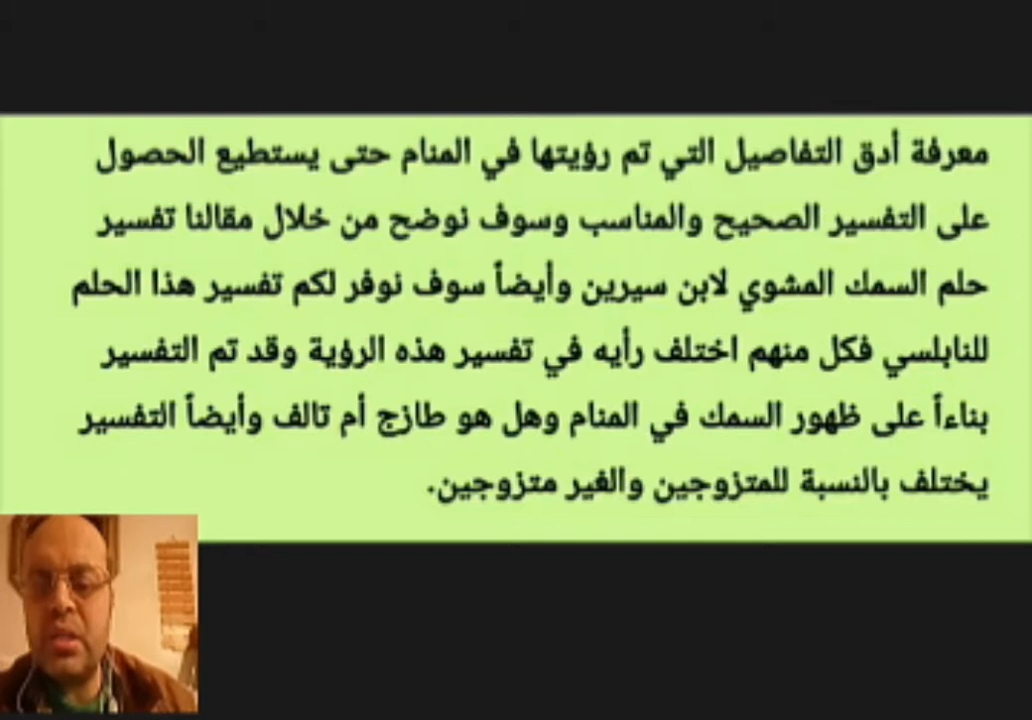 معرفة أدق التفاصيل التي تم رؤيتها في المنام حتى يستطيع الحصول
على التفسير الصحيح والمناسب وسوف نوضح من خلال مقالنا تفسير
حلم السمك المشوي لابن سيرين وأيضاً سوف نوفر لكم تفسير هذا الحلم
للنابلسي فكل منهم اختلف رأيه في تفسير هذه الرؤية وقد تم التفسير
بناءاً على ظهور السمك في المنام وهل هو طازج أم تالف وأيضاً التفسير
يختلف بالنسبة للمتزوجين والغير متزوجين.